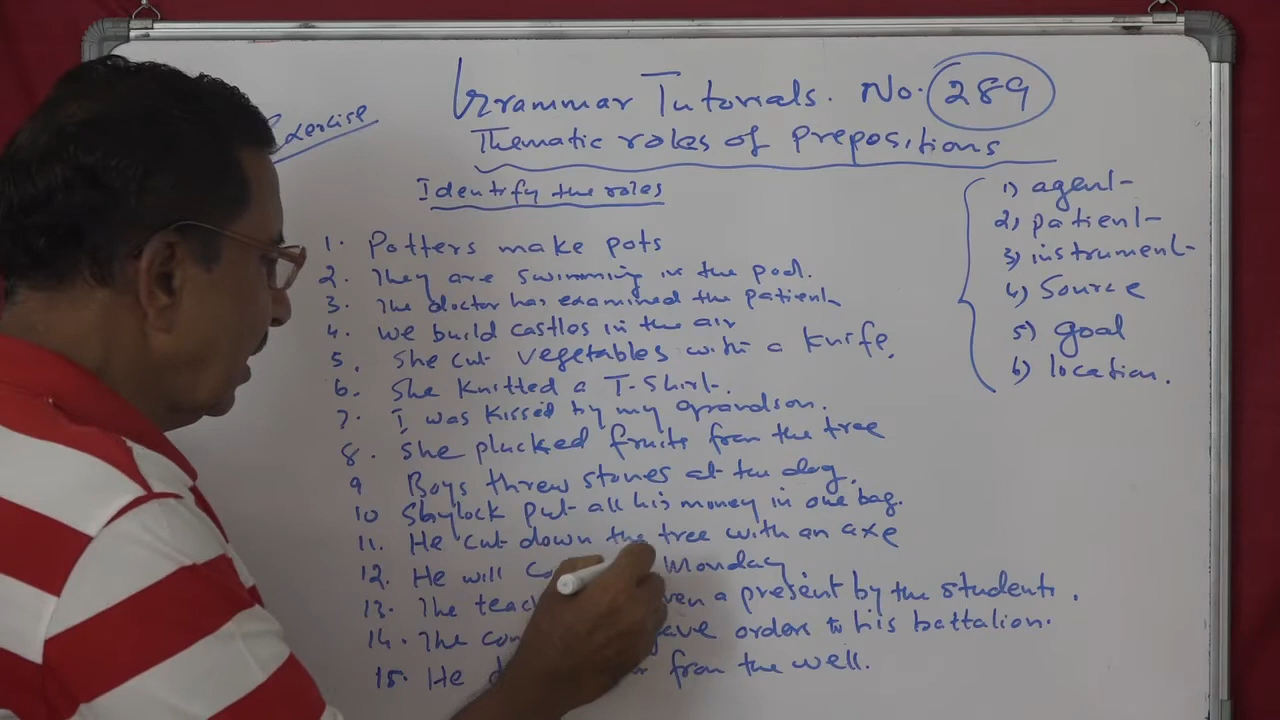 Exercise
Grammar Tutorials. No. 289
Thematic roles of prepositions
Identify the roles
1. Potters make pots
2. They are swimming in the pool.
3. The doctor has examined the patient
4. We build castles in the air
5. She cut vegetables with a knife.
6. She knitted a T-Shirt.
7. I was kissed by my grandson.
8. She plucked fruits from the tree
9 Boys threw stones at the dog.
10 Shylock put all his money in one bag.
11. He cut down the tree with an axe
12. He will Monday
13. The a present by the students.
14. The gave orders to his battalion.
15. He from the well.
1) agent-
2) patient-
3) instrument-
4) Source
5) goal
6) location.